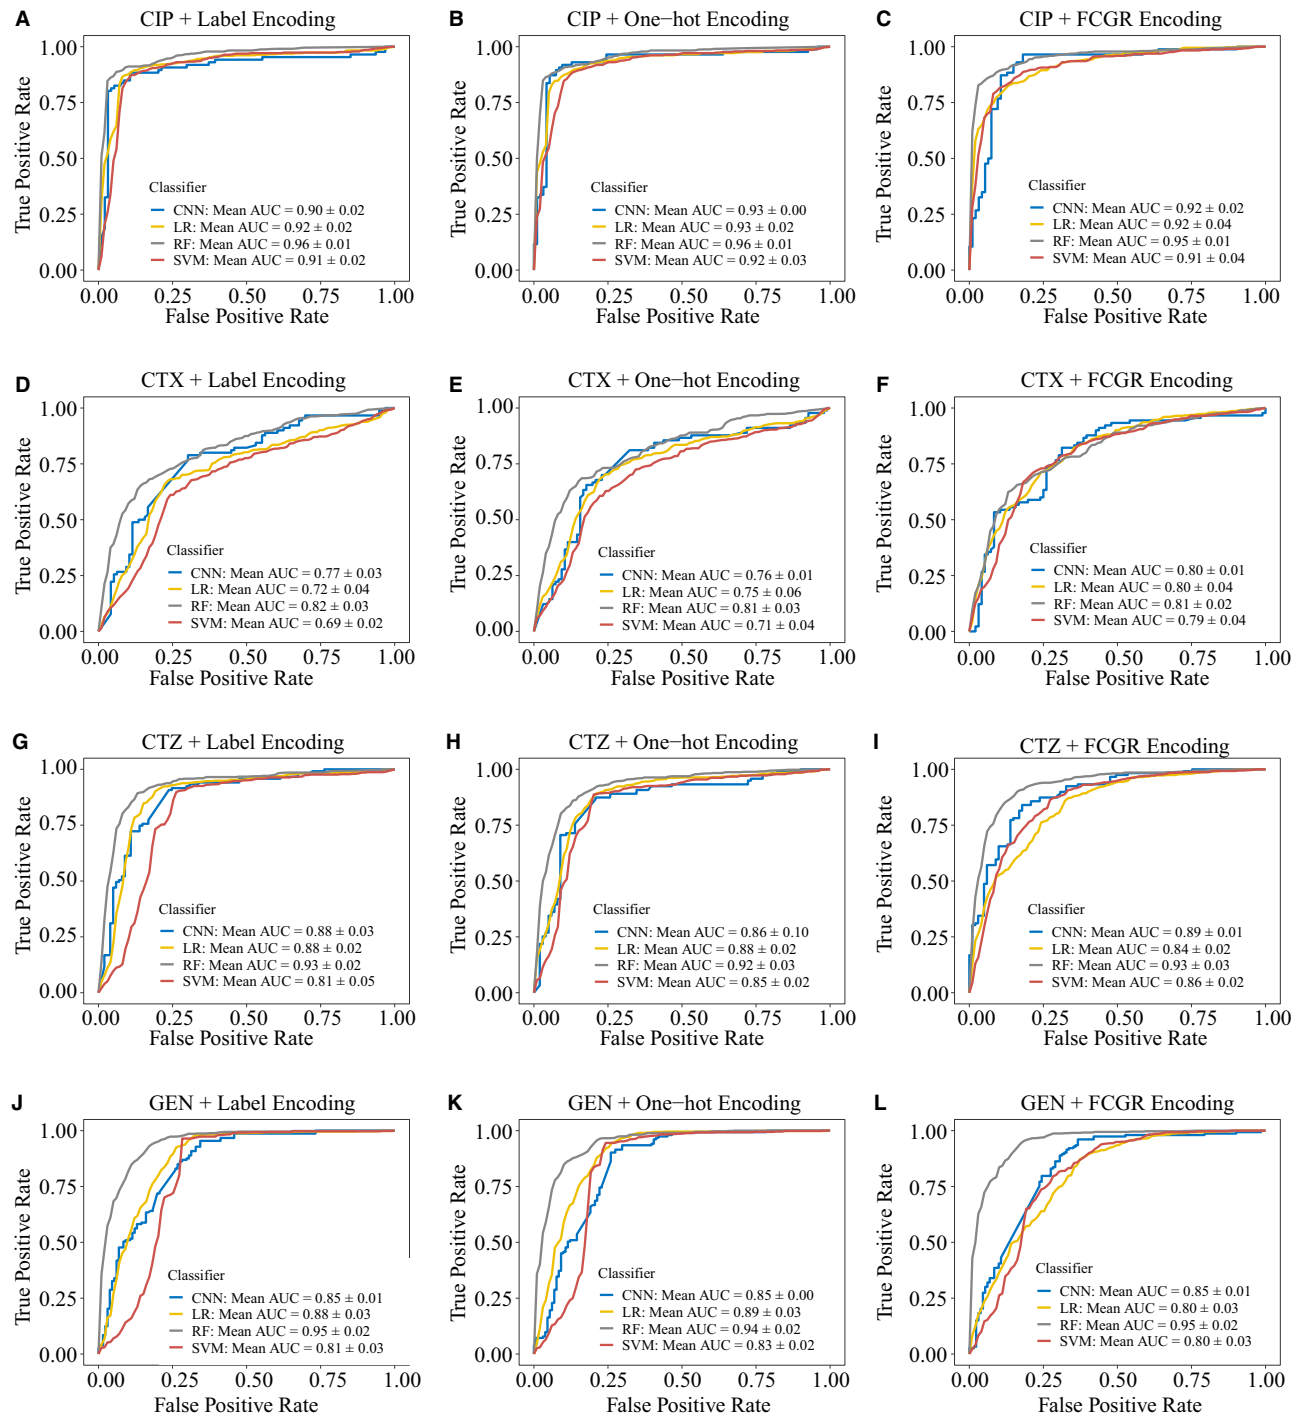 A
CIP + Label Encoding
True Positive Rate
1.00
0.75
0.50
0.25
0.00
Classifier
CNN: Mean AUC = 0.90 ± 0.02
LR: Mean AUC = 0.92 ± 0.02
RF: Mean AUC = 0.96 ± 0.01
SVM: Mean AUC = 0.91 ± 0.02
0.00 0.25 0.50 0.75 1.00
False Positive Rate
B
CIP + One−hot Encoding
True Positive Rate
1.00
0.75
0.50
0.25
0.00
Classifier
CNN: Mean AUC = 0.93 ± 0.00
LR: Mean AUC = 0.93 ± 0.02
RF: Mean AUC = 0.96 ± 0.01
SVM: Mean AUC = 0.92 ± 0.03
0.00 0.25 0.50 0.75 1.00
False Positive Rate
C
CIP + FCGR Encoding
True Positive Rate
1.00
0.75
0.50
0.25
0.00
Classifier
CNN: Mean AUC = 0.92 ± 0.02
LR: Mean AUC = 0.92 ± 0.04
RF: Mean AUC = 0.95 ± 0.01
SVM: Mean AUC = 0.91 ± 0.04
0.00 0.25 0.50 0.75 1.00
False Positive Rate
D
CTX + Label Encoding
True Positive Rate
1.00
0.75
0.50
0.25
0.00
Classifier
CNN: Mean AUC = 0.77 ± 0.03
LR: Mean AUC = 0.72 ± 0.04
RF: Mean AUC = 0.82 ± 0.03
SVM: Mean AUC = 0.69 ± 0.02
0.00 0.25 0.50 0.75 1.00
False Positive Rate
E
CTX + One−hot Encoding
True Positive Rate
1.00
0.75
0.50
0.25
0.00
Classifier
CNN: Mean AUC = 0.76 ± 0.01
LR: Mean AUC = 0.75 ± 0.06
RF: Mean AUC = 0.81 ± 0.03
SVM: Mean AUC = 0.71 ± 0.04
0.00 0.25 0.50 0.75 1.00
False Positive Rate
F
CTX + FCGR Encoding
True Positive Rate
1.00
0.75
0.50
0.25
0.00
Classifier
CNN: Mean AUC = 0.80 ± 0.01
LR: Mean AUC = 0.80 ± 0.04
RF: Mean AUC = 0.81 ± 0.02
SVM: Mean AUC = 0.79 ± 0.04
0.00 0.25 0.50 0.75 1.00
False Positive Rate
G
CTZ + Label Encoding
True Positive Rate
1.00
0.75
0.50
0.25
0.00
Classifier
CNN: Mean AUC = 0.88 ± 0.03
LR: Mean AUC = 0.88 ± 0.02
RF: Mean AUC = 0.93 ± 0.02
SVM: Mean AUC = 0.81 ± 0.05
0.00 0.25 0.50 0.75 1.00
False Positive Rate
H
CTZ + One−hot Encoding
True Positive Rate
1.00
0.75
0.50
0.25
0.00
Classifier
CNN: Mean AUC = 0.86 ± 0.10
LR: Mean AUC = 0.88 ± 0.02
RF: Mean AUC = 0.92 ± 0.03
SVM: Mean AUC = 0.85 ± 0.02
0.00 0.25 0.50 0.75 1.00
False Positive Rate
I
CTZ + FCGR Encoding
True Positive Rate
1.00
0.75
0.50
0.25
0.00
Classifier
CNN: Mean AUC = 0.89 ± 0.01
LR: Mean AUC = 0.84 ± 0.02
RF: Mean AUC = 0.93 ± 0.03
SVM: Mean AUC = 0.86 ± 0.02
0.00 0.25 0.50 0.75 1.00
False Positive Rate
J
GEN + Label Encoding
True Positive Rate
1.00
0.75
0.50
0.25
0.00
Classifier
CNN: Mean AUC = 0.85 ± 0.01
LR: Mean AUC = 0.88 ± 0.03
RF: Mean AUC = 0.95 ± 0.02
SVM: Mean AUC = 0.81 ± 0.03
0.00 0.25 0.50 0.75 1.00
False Positive Rate
K
GEN + One−hot Encoding
True Positive Rate
1.00
0.75
0.50
0.25
0.00
Classifier
CNN: Mean AUC = 0.85 ± 0.00
LR: Mean AUC = 0.89 ± 0.03
RF: Mean AUC = 0.94 ± 0.02
SVM: Mean AUC = 0.83 ± 0.02
0.00 0.25 0.50 0.75 1.00
False Positive Rate
L
GEN + FCGR Encoding
True Positive Rate
1.00
0.75
0.50
0.25
0.00
Classifier
CNN: Mean AUC = 0.85 ± 0.01
LR: Mean AUC = 0.80 ± 0.03
RF: Mean AUC = 0.95 ± 0.02
SVM: Mean AUC = 0.80 ± 0.03
0.00 0.25 0.50 0.75 1.00
False Positive Rate